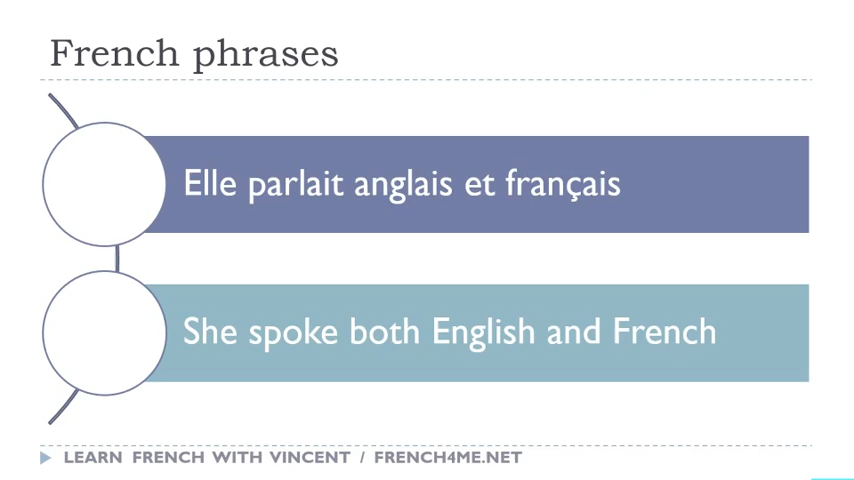 French phrases
Elle parlait anglais et français
She spoke both English and French
LEARN FRENCH WITH VINCENT / FRENCH4ME.NET